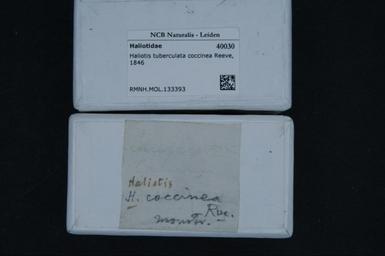 NCB Naturalis - Leiden
Haliotidae 40030
Haliotis tuberculata coccinea Reeve,
1846
RMNH.MOL.133393
Haliotis
H. coccinea
Rve.